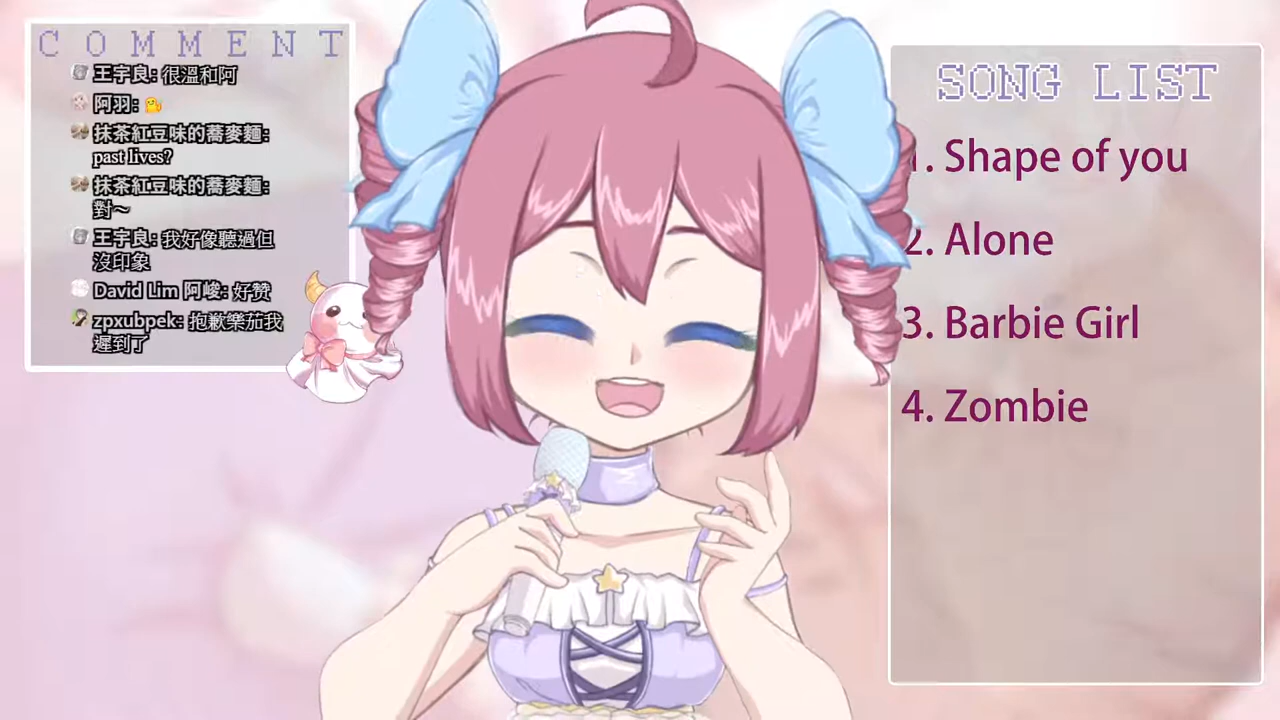 COMMENT
王宇良: 很溫和阿
阿羽:
抹茶紅豆味的蕎麥麵:
past lives?
抹茶紅豆味的蕎麥麵:
對～
王宇良: 我好像聽過但
沒印象
David Lim 阿峻: 好赞
zpxubpek: 抱歉樂茄我
遲到了
SONG LIST
1. Shape of you
2. Alone
3. Barbie Girl
4. Zombie